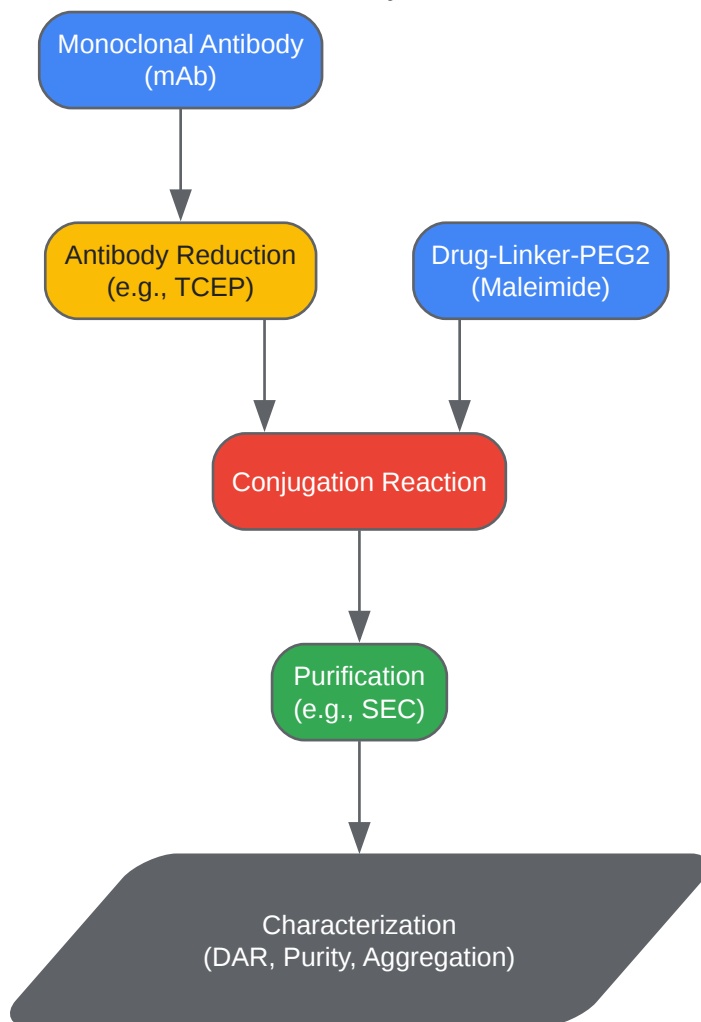 Monoclonal Antibody
(mAb)
Antibody Reduction
(e.g., TCEP)
Drug-Linker-PEG2
(Maleimide)
Conjugation Reaction
Purification
(e.g., SEC)
Characterization
(DAR, Purity, Aggregation)